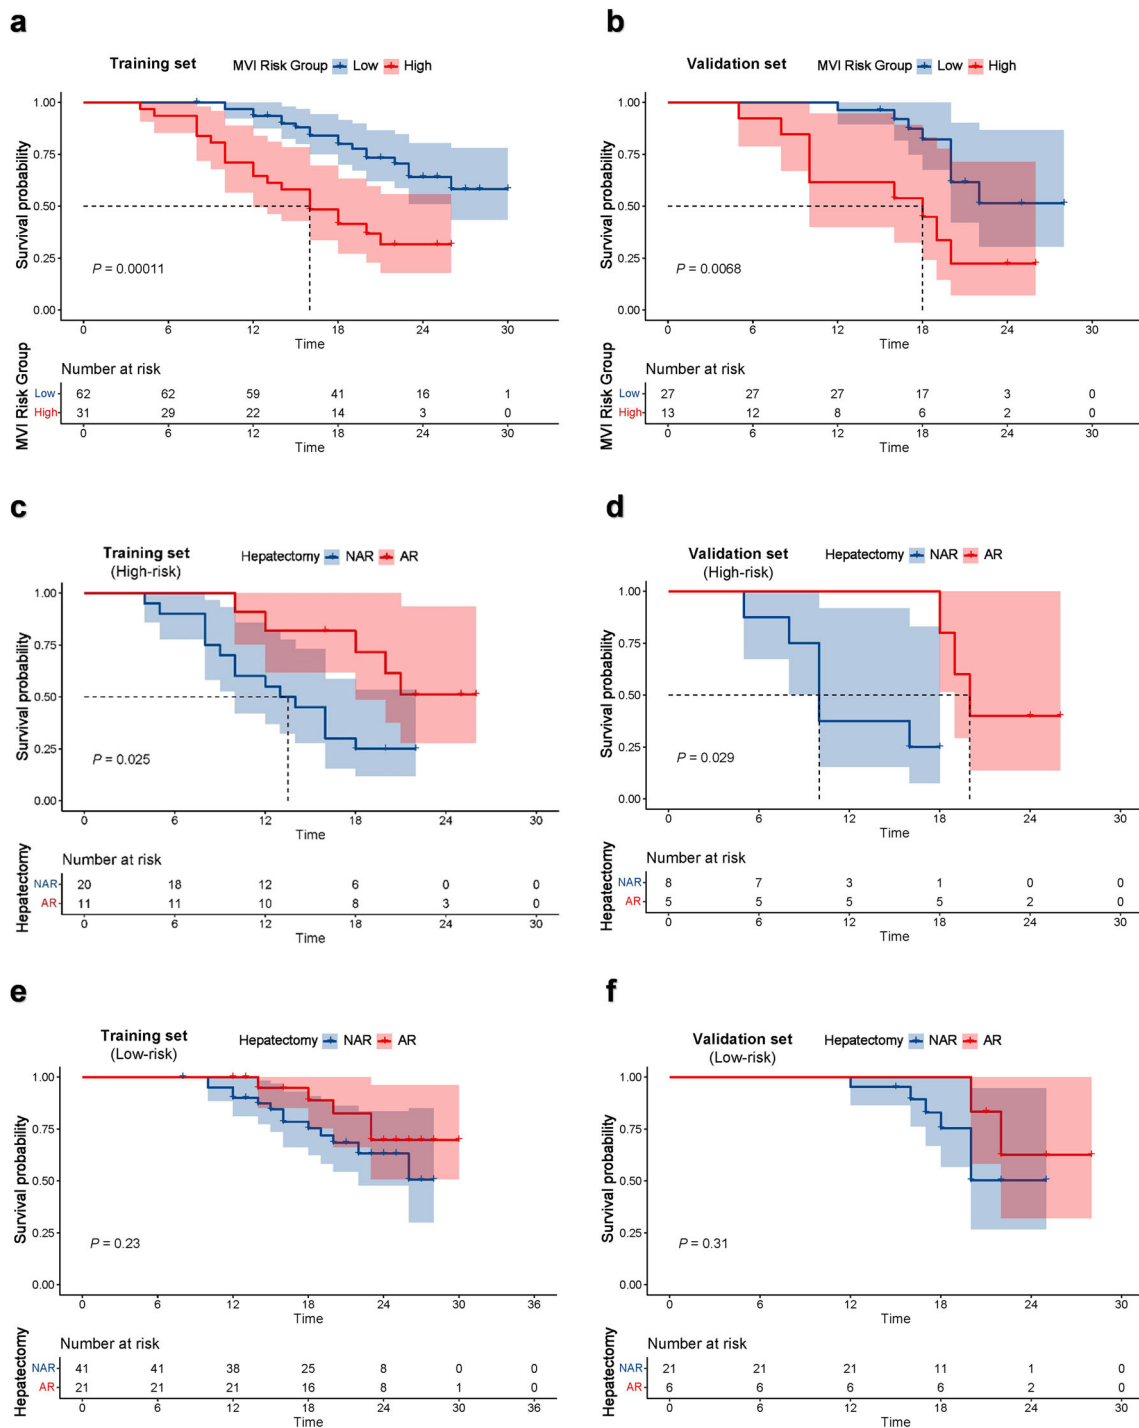 a
Training set
MVI Risk Group Low High
1.00
0.75
0.50
0.25
0.00
Survival probability
P = 0.00011
0 6 12 18 24 30
Time
MVI Risk Group
Number at risk
Low 62 62 59 41 16 1
High 31 29 22 14 3 0
0 6 12 18 24 30
Time
b
Validation set
MVI Risk Group Low High
1.00
0.75
0.50
0.25
0.00
Survival probability
P = 0.0068
0 6 12 18 24 30
Time
MVI Risk Group
Number at risk
Low 27 27 27 17 3 0
High 13 12 8 6 2 0
0 6 12 18 24 30
Time
c
Training set
(High-risk)
Hepatectomy NAR AR
1.00
0.75
0.50
0.25
0.00
Survival probability
P = 0.025
0 6 12 18 24 30
Time
Hepatectomy
Number at risk
NAR 20 18 12 6 0 0
AR 11 11 10 8 3 0
0 6 12 18 24 30
Time
d
Validation set
(High-risk)
Hepatectomy NAR AR
1.00
0.75
0.50
0.25
0.00
Survival probability
P = 0.029
0 6 12 18 24 30
Time
Hepatectomy
Number at risk
NAR 8 7 3 1 0 0
AR 5 5 5 5 2 0
0 6 12 18 24 30
Time
e
Training set
(Low-risk)
Hepatectomy NAR AR
1.00
0.75
0.50
0.25
0.00
Survival probability
P = 0.23
0 6 12 18 24 30 36
Time
Hepatectomy
Number at risk
NAR 41 41 38 25 8 0 0
AR 21 21 21 16 8 1 0
0 6 12 18 24 30 36
Time
f
Validation set
(Low-risk)
Hepatectomy NAR AR
1.00
0.75
0.50
0.25
0.00
Survival probability
P = 0.31
0 6 12 18 24 30
Time
Hepatectomy
Number at risk
NAR 21 21 21 11 1 0
AR 6 6 6 6 2 0
0 6 12 18 24 30
Time